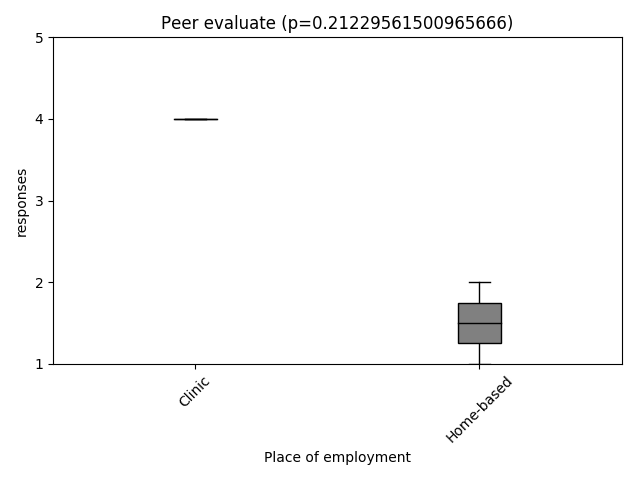 Peer evaluate (p=0.21229561500965666)
5
4
3
2
1
responses
Clinic
Home-based
Place of employment